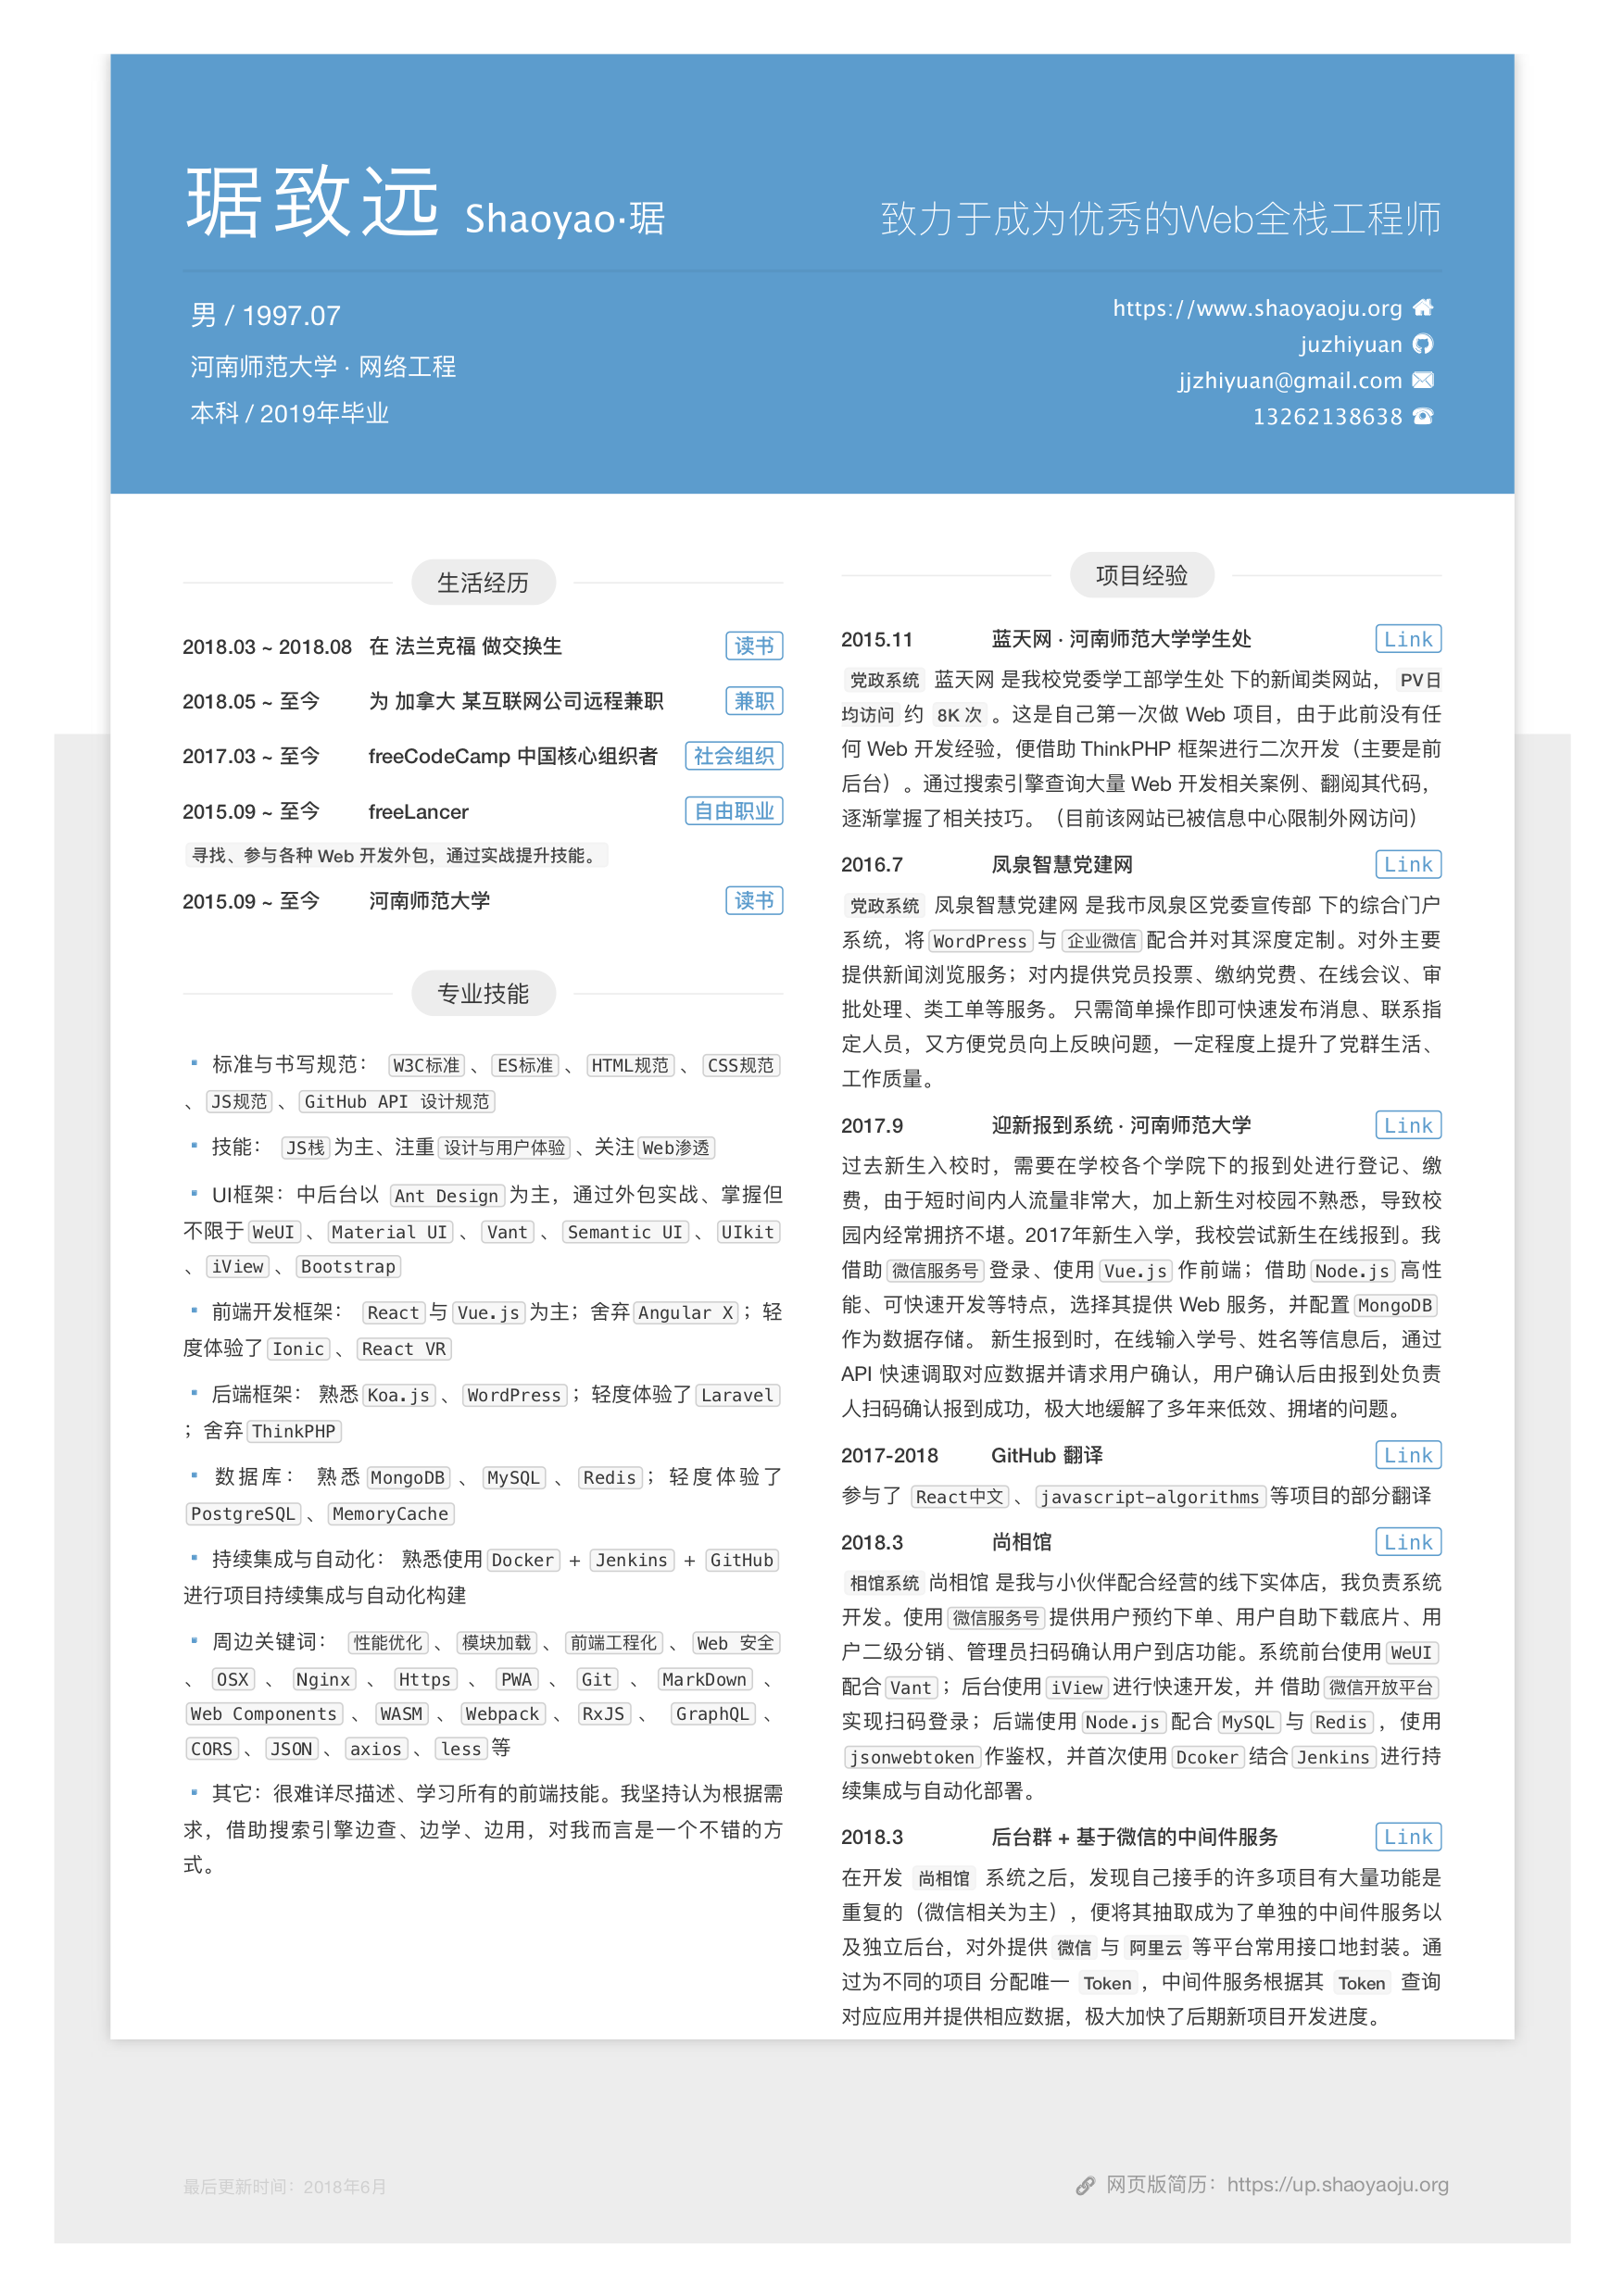 琚致远 Shaoyao·琚
致力于成为优秀的Web全栈工程师
男 / 1997.07
河南师范大学 · 网络工程
本科 / 2019年毕业
https://www.shaoyaoju.org
juzhiyuan
jjzhiyuan@gmail.com
13262138638
生活经历
2018.03 ~ 2018.08 在 法兰克福 做交换生 读书
2018.05 ~ 至今 为 加拿大 某互联网公司远程兼职 兼职
2017.03 ~ 至今 freeCodeCamp 中国核心组织者 社会组织
2015.09 ~ 至今 freeLancer 自由职业
寻找、参与各种 Web 开发外包，通过实战提升技能。
2015.09 ~ 至今 河南师范大学 读书
专业技能
标准与书写规范： W3C标准 、 ES标准 、 HTML规范 、 CSS规范
、 JS规范 、 GitHub API 设计规范
技能： JS栈 为主、注重 设计与用户体验 、关注 Web渗透
UI框架：中后台以 Ant Design 为主，通过外包实战、掌握但
不限于 WeUI 、 Material UI 、 Vant 、 Semantic UI 、 UIkit
、 iView 、 Bootstrap
前端开发框架： React 与 Vue.js 为主；舍弃 Angular X ；轻
度体验了 Ionic 、 React VR
后端框架： 熟悉 Koa.js 、 WordPress ；轻度体验了 Laravel
；舍弃 ThinkPHP
数据库： 熟悉 MongoDB 、 MySQL 、 Redis ；轻度体验了
PostgreSQL 、 MemoryCache
持续集成与自动化： 熟悉使用 Docker + Jenkins + GitHub
进行项目持续集成与自动化构建
周边关键词： 性能优化 、 模块加载 、 前端工程化 、 Web 安全
、 OSX 、 Nginx 、 Https 、 PWA 、 Git 、 MarkDown 、
Web Components 、 WASM 、 Webpack 、 RxJS 、 GraphQL 、
CORS 、 JSON 、 axios 、 less 等
其它：很难详尽描述、学习所有的前端技能。我坚持认为根据需
求，借助搜索引擎边查、边学、边用，对我而言是一个不错的方
式。
项目经验
2015.11 蓝天网 · 河南师范大学学生处 Link
党政系统 蓝天网 是我校党委学工部学生处 下的新闻类网站， PV日
均访问 约 8K 次 。这是自己第一次做 Web 项目，由于此前没有任
何 Web 开发经验，便借助 ThinkPHP 框架进行二次开发（主要是前
后台）。通过搜索引擎查询大量 Web 开发相关案例、翻阅其代码，
逐渐掌握了相关技巧。（目前该网站已被信息中心限制外网访问）
2016.7 凤泉智慧党建网 Link
党政系统 凤泉智慧党建网 是我市凤泉区党委宣传部 下的综合门户
系统，将 WordPress 与 企业微信 配合并对其深度定制。对外主要
提供新闻浏览服务；对内提供党员投票、缴纳党费、在线会议、审
批处理、类工单等服务。 只需简单操作即可快速发布消息、联系指
定人员，又方便党员向上反映问题，一定程度上提升了党群生活、
工作质量。
2017.9 迎新报到系统 · 河南师范大学 Link
过去新生入校时，需要在学校各个学院下的报到处进行登记、缴
费，由于短时间内人流量非常大，加上新生对校园不熟悉，导致校
园内经常拥挤不堪。2017年新生入学，我校尝试新生在线报到。我
借助 微信服务号 登录、使用 Vue.js 作前端；借助 Node.js 高性
能、可快速开发等特点，选择其提供 Web 服务，并配置 MongoDB
作为数据存储。 新生报到时，在线输入学号、姓名等信息后，通过
API 快速调取对应数据并请求用户确认，用户确认后由报到处负责
人扫码确认报到成功，极大地缓解了多年来低效、拥堵的问题。
2017-2018 GitHub 翻译 Link
参与了 React中文 、 javascript-algorithms 等项目的部分翻译
2018.3 尚相馆 Link
相馆系统 尚相馆 是我与小伙伴配合经营的线下实体店，我负责系统
开发。使用 微信服务号 提供用户预约下单、用户自助下载底片、用
户二级分销、管理员扫码确认用户到店功能。系统前台使用 WeUI
配合 Vant ；后台使用 iView 进行快速开发，并 借助 微信开放平台
实现扫码登录；后端使用 Node.js 配合 MySQL 与 Redis ，使用
jsonwebtoken 作鉴权，并首次使用 Dcoker 结合 Jenkins 进行持
续集成与自动化部署。
2018.3 后台群 + 基于微信的中间件服务 Link
在开发 尚相馆 系统之后，发现自己接手的许多项目有大量功能是
重复的（微信相关为主），便将其抽取成为了单独的中间件服务以
及独立后台，对外提供 微信 与 阿里云 等平台常用接口地封装。通
过为不同的项目 分配唯一 Token ，中间件服务根据其 Token 查询
对应应用并提供相应数据，极大加快了后期新项目开发进度。
最后更新时间：2018年6月
网页版简历：https://up.shaoyaoju.org